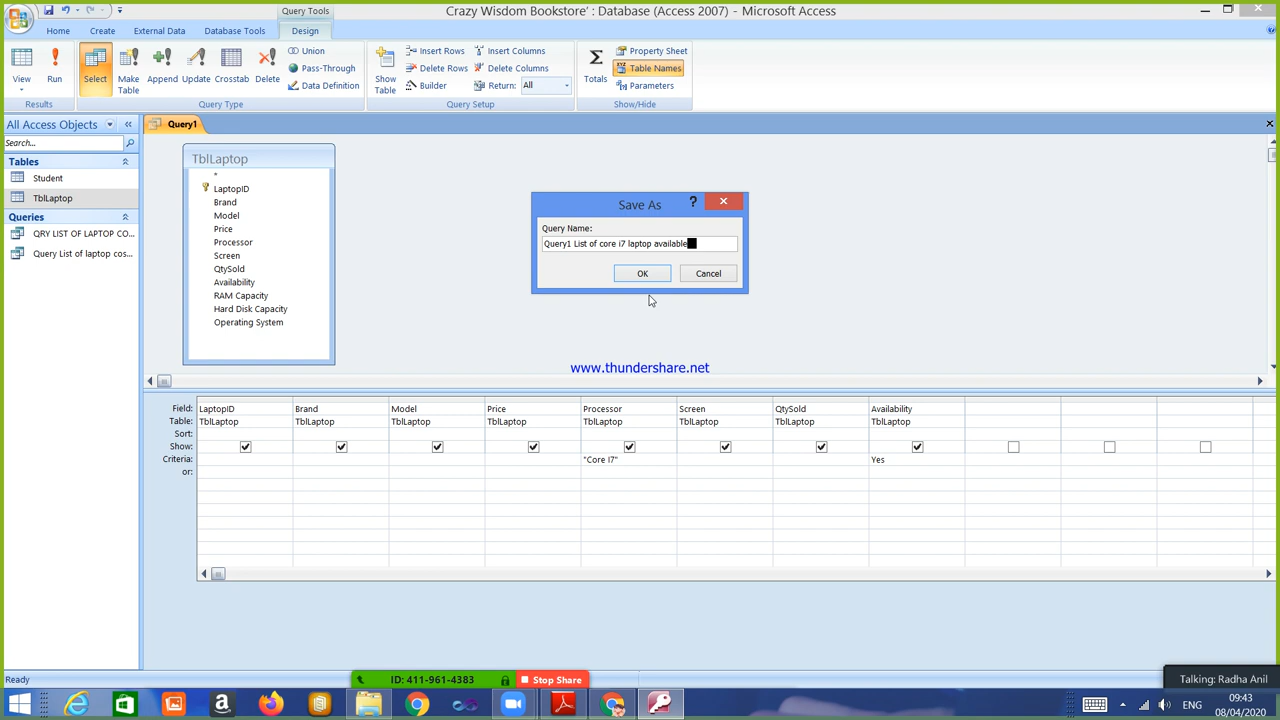 Query Tools
Crazy Wisdom Bookstore' : Database (Access 2007) - Microsoft Access
Home
Create
External Data
Database Tools
Design
View
Run
Select
Make Table
Append
Update
Crosstab
Delete
Union
Pass-Through
Data Definition
Show Table
Insert Rows
Delete Rows
Builder
Insert Columns
Delete Columns
Return: All
Totals
Property Sheet
Table Names
Parameters
Results
Query Type
Query Setup
Show/Hide
All Access Objects
Search...
Tables
Student
TblLaptop
Queries
QRY LIST OF LAPTOP CO...
Query List of laptop cos...
Query1
TblLaptop
*
LaptopID
Brand
Model
Price
Processor
Screen
QtySold
Availability
RAM Capacity
Hard Disk Capacity
Operating System
Save As
?
Query Name:
Query1 List of core i7 laptop available
OK
Cancel
www.thundershare.net
Field: LaptopID Brand Model Price Processor Screen QtySold Availability
Table: TblLaptop TblLaptop TblLaptop TblLaptop TblLaptop TblLaptop TblLaptop TblLaptop
Sort:
Show:
Criteria: "Core I7" Yes
or:
Ready
ID: 411-961-4383
Stop Share
Talking: Radha Anil
ENG
09:43
08/04/2020